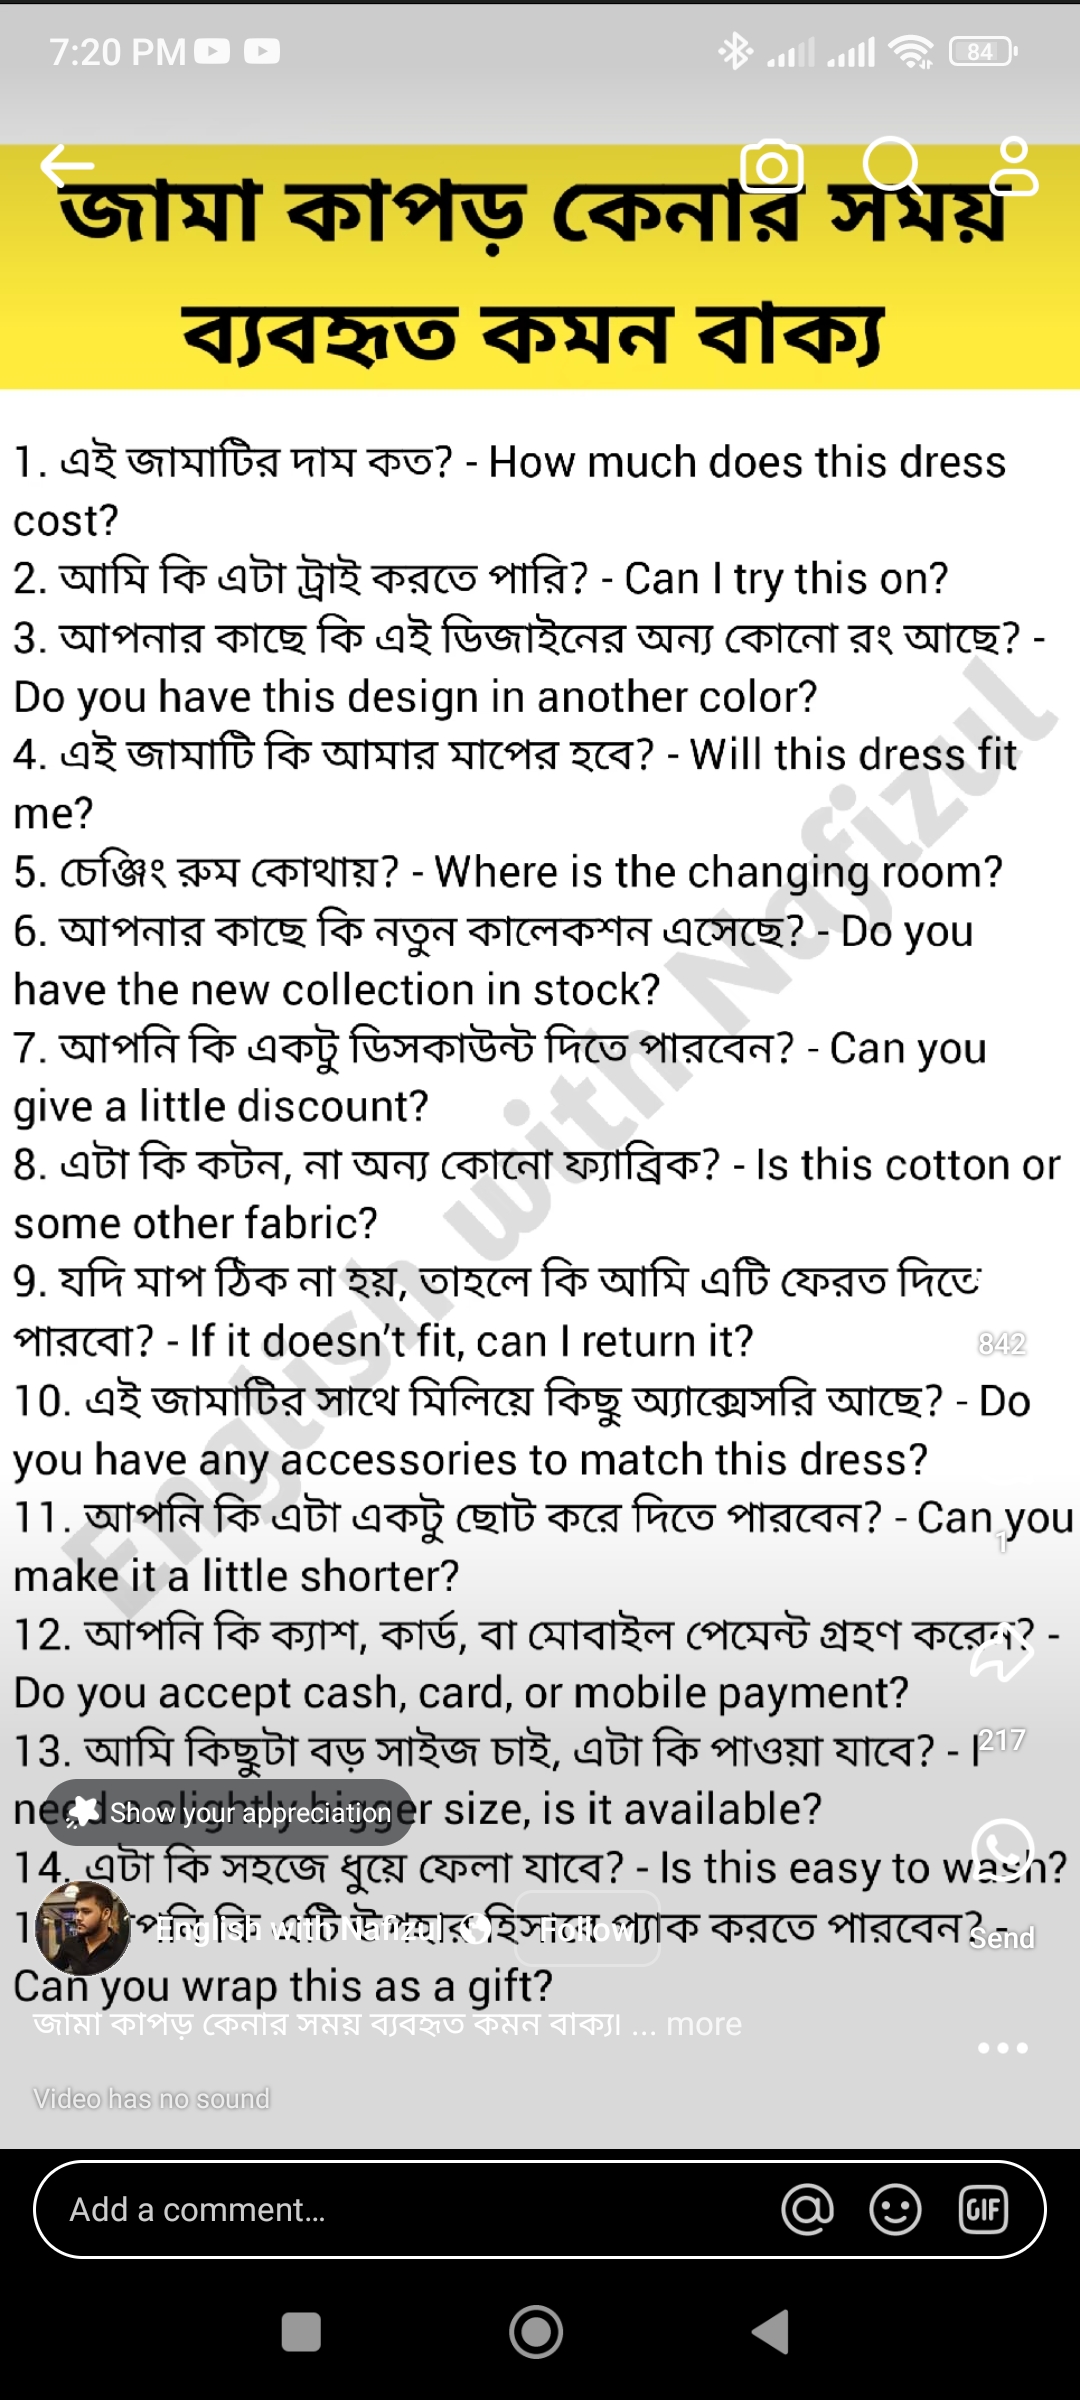 7:20 PM
84
জামা কাপড় কেনার সময়
ব্যবহৃত কমন বাক্য
1. এই জামাটির দাম কত? - How much does this dress
cost?
2. আমি কি এটা ট্রাই করতে পারি? - Can I try this on?
3. আপনার কাছে কি এই ডিজাইনের অন্য কোনো রং আছে? -
Do you have this design in another color?
4. এই জামাটি কি আমার মাপের হবে? - Will this dress fit
me?
5. চেঞ্জিং রুম কোথায়? - Where is the changing room?
6. আপনার কাছে কি নতুন কালেকশন এসেছে? - Do you
have the new collection in stock?
7. আপনি কি একটু ডিসকাউন্ট দিতে পারবেন? - Can you
give a little discount?
8. এটা কি কটন, না অন্য কোনো ফ্যাব্রিক? - Is this cotton or
some other fabric?
9. যদি মাপ ঠিক না হয়, তাহলে কি আমি এটি ফেরত দিতে
পারবো? - If it doesn't fit, can I return it?
842
10. এই জামাটির সাথে মিলিয়ে কিছু অ্যাক্সেসরি আছে? - Do
you have any accessories to match this dress?
11. আপনি কি এটা একটু ছোট করে দিতে পারবেন? - Can you
1
make it a little shorter?
12. আপনি কি ক্যাশ, কার্ড, বা মোবাইল পেমেন্ট গ্রহণ করেন? -
Do you accept cash, card, or mobile payment?
13. আমি কিছুটা বড় সাইজ চাই, এটা কি পাওয়া যাবে? - I
217
slightly bigger size, is it available?
Show your appreciation
14. এটা কি সহজে ধুয়ে ফেলা যাবে? - Is this easy to wash?
কি এটি উপহার হিসাবে প্যাক করতে পারবেন? -
English with Nafizul
Follow
Send
Can you wrap this as a gift?
জামা কাপড় কেনার সময় ব্যবহৃত কমন বাক্য। ... more
Video has no sound
Add a comment...
GIF
English with Nafizul